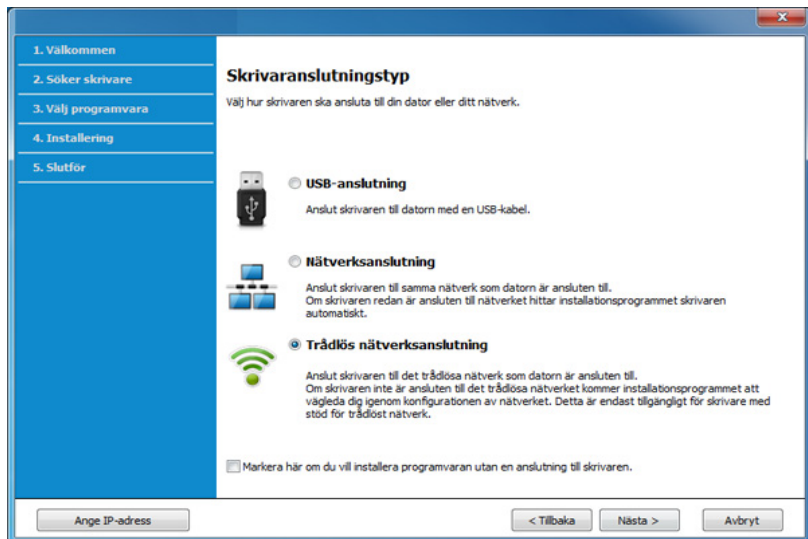 1. Välkommen
2. Söker skrivare
3. Välj programvara
4. Installering
5. Slutför
Skrivaranslutningstyp
Välj hur skrivaren ska ansluta till din dator eller ditt nätverk.
USB-anslutning
Anslut skrivaren till datorn med en USB-kabel.
Nätverksanslutning
Anslut skrivaren till samma nätverk som datorn är ansluten till.
Om skrivaren redan är ansluten till nätverket hittar installationsprogrammet skrivaren
automatiskt.
Trådlös nätverksanslutning
Anslut skrivaren till det trådlösa nätverk som datorn är ansluten till.
Om skrivaren inte är ansluten till det trådlösa nätverket kommer installationsprogrammet att
vägleda dig igenom konfigurationen av nätverket. Detta är endast tillgängligt för skrivare med
stöd för trådlöst nätverk.
Markera här om du vill installera programvaran utan en anslutning till skrivaren.
Ange IP-adress
< Tillbaka
Nästa >
Avbryt